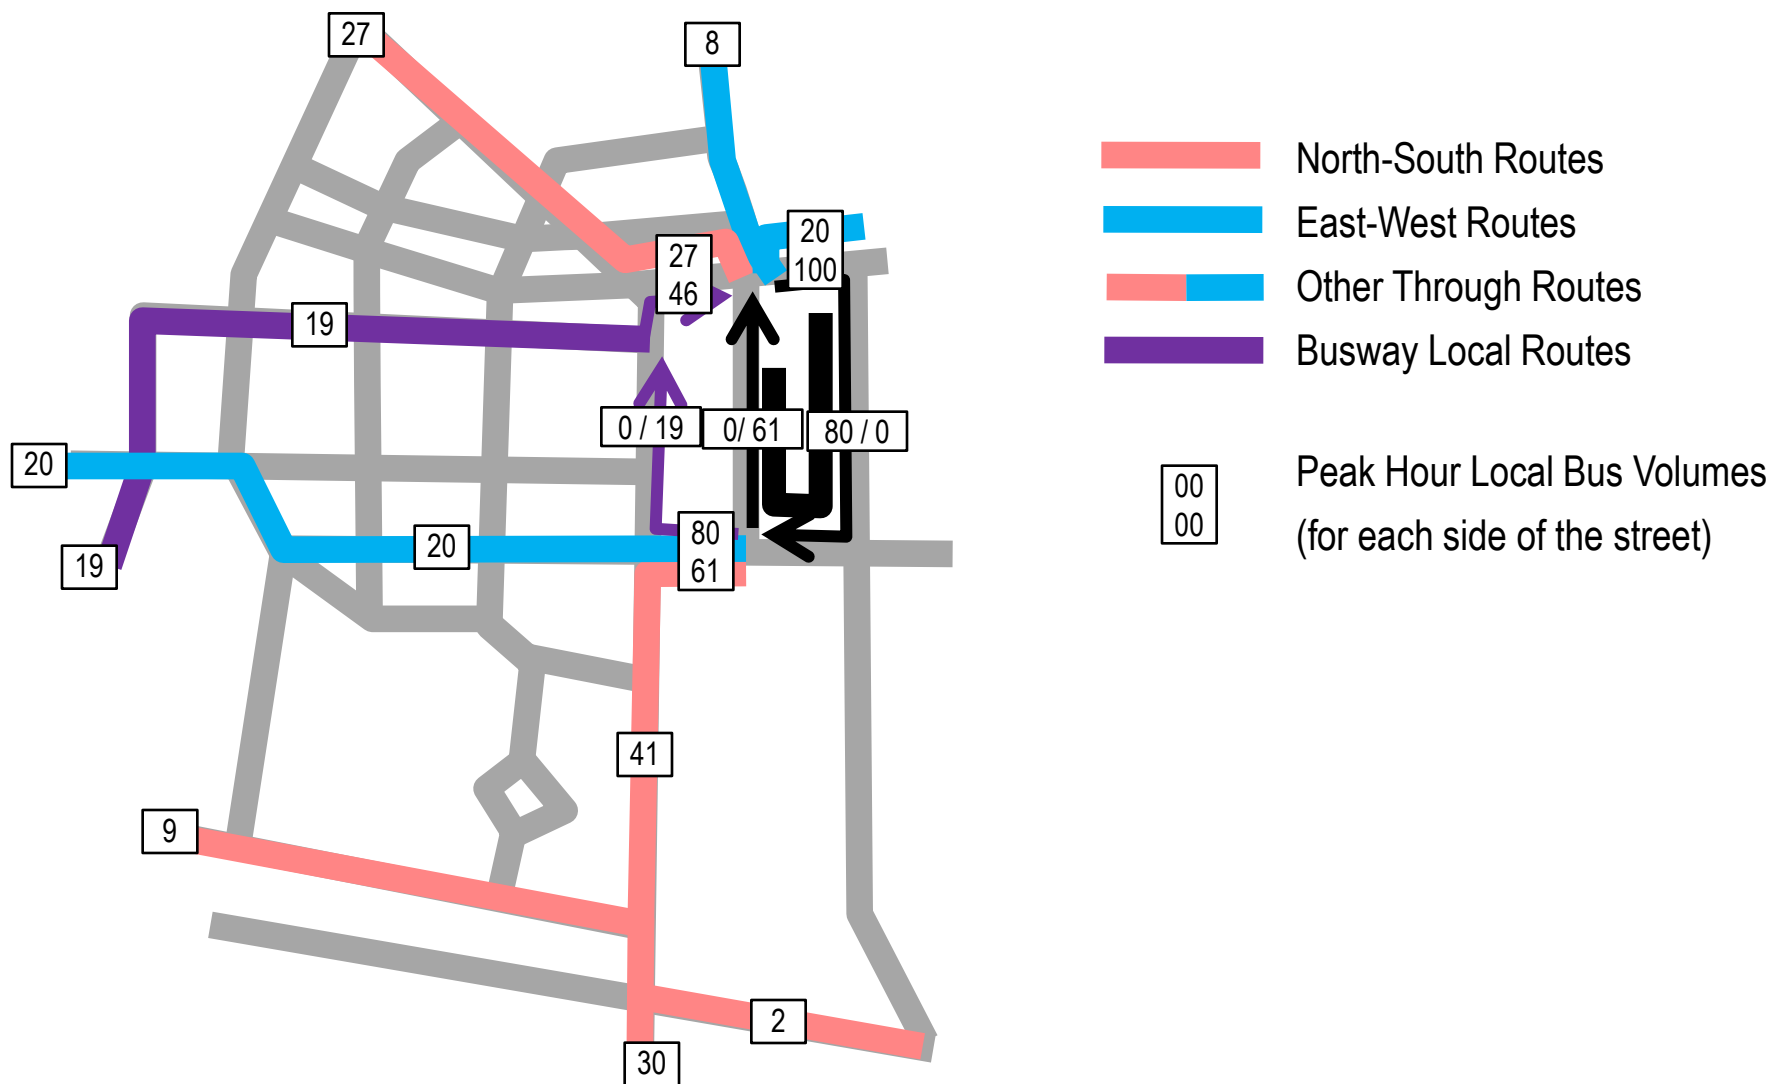 27
8
North-South Routes
East-West Routes
20
100
27
46
Other Through Routes
19
Busway Local Routes
0 / 19
0/ 61
80 / 0
20
Peak Hour Local Bus Volumes
(for each side of the street)
00
00
80
61
20
19
41
9
2
30